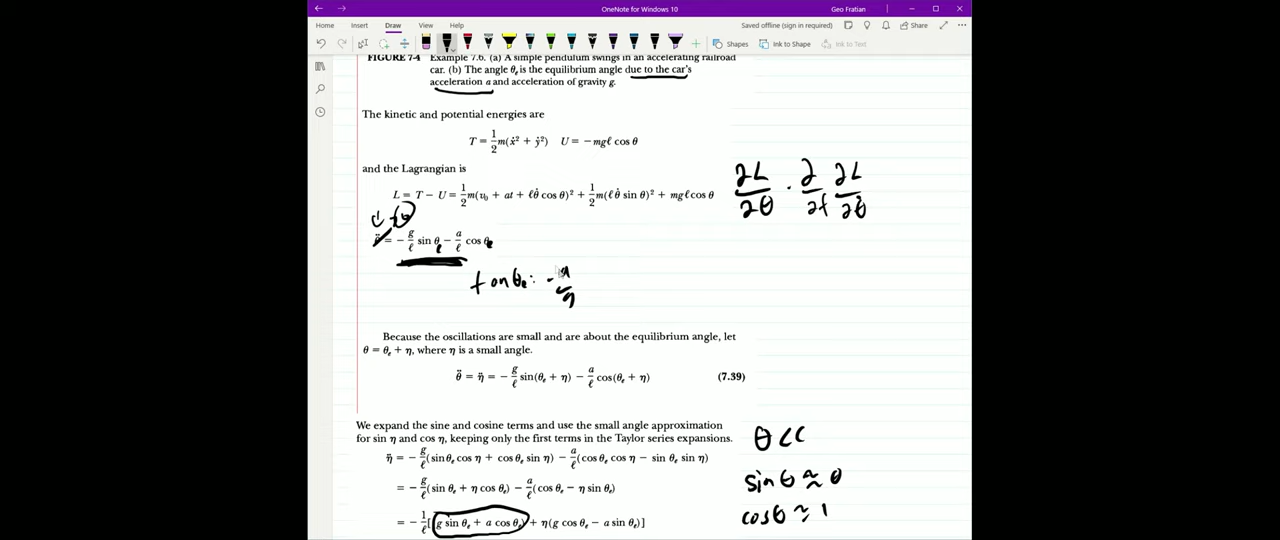 OneNote for Windows 10
Geo Fratian
Home Insert Draw View Help
Saved offline (sign in required)
Share
Shapes
Ink to Shape
Ink to Text
FIGURE 7-4 Example 7.6. (a) A simple pendulum swings in an accelerating railroad
car. (b) The angle θₑ is the equilibrium angle due to the car's
acceleration a and acceleration of gravity g.
The kinetic and potential energies are
T = 1/2 m(ẋ² + ẏ²) U = −mgℓ cos θ
and the Lagrangian is
L = T − U = 1/2 m(v₀ + at + ℓθ̇ cos θ)² + 1/2 m(ℓθ̇ sin θ)² + mgℓ cos θ
∂L/∂θ · ∂/∂t ∂L/∂θ̇
= − g/ℓ sin θₑ − a/ℓ cos θₑ
tan θₑ : - a/g
Because the oscillations are small and are about the equilibrium angle, let
θ = θₑ + η, where η is a small angle.
θ̈ = η̈ = − g/ℓ sin(θₑ + η) − a/ℓ cos(θₑ + η) (7.39)
We expand the sine and cosine terms and use the small angle approximation
for sin η and cos η, keeping only the first terms in the Taylor series expansions.
θ <<
η̈ = − g/ℓ (sin θₑ cos η + cos θₑ sin η) − a/ℓ (cos θₑ cos η − sin θₑ sin η)
sin θ ≈ θ
= − g/ℓ (sin θₑ + η cos θₑ) − a/ℓ (cos θₑ − η sin θₑ)
cos θ ≈ 1
= − 1/ℓ [(g sin θₑ + a cos θₑ) + η(g cos θₑ − a sin θₑ)]